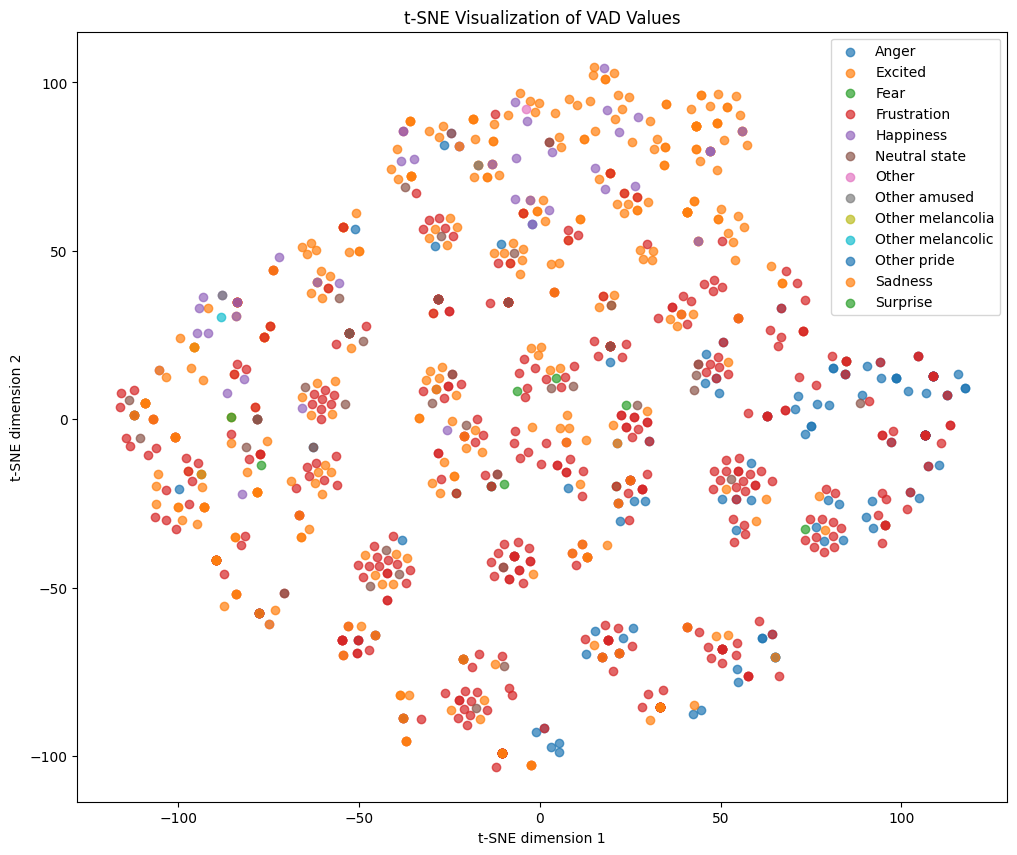 t-SNE Visualization of VAD Values
Anger
Excited
Fear
Frustration
Happiness
Neutral state
Other
Other amused
Other melancolia
Other melancolic
Other pride
Sadness
Surprise
100
50
0
−50
−100
t-SNE dimension 2
−100
−50
0
50
100
t-SNE dimension 1